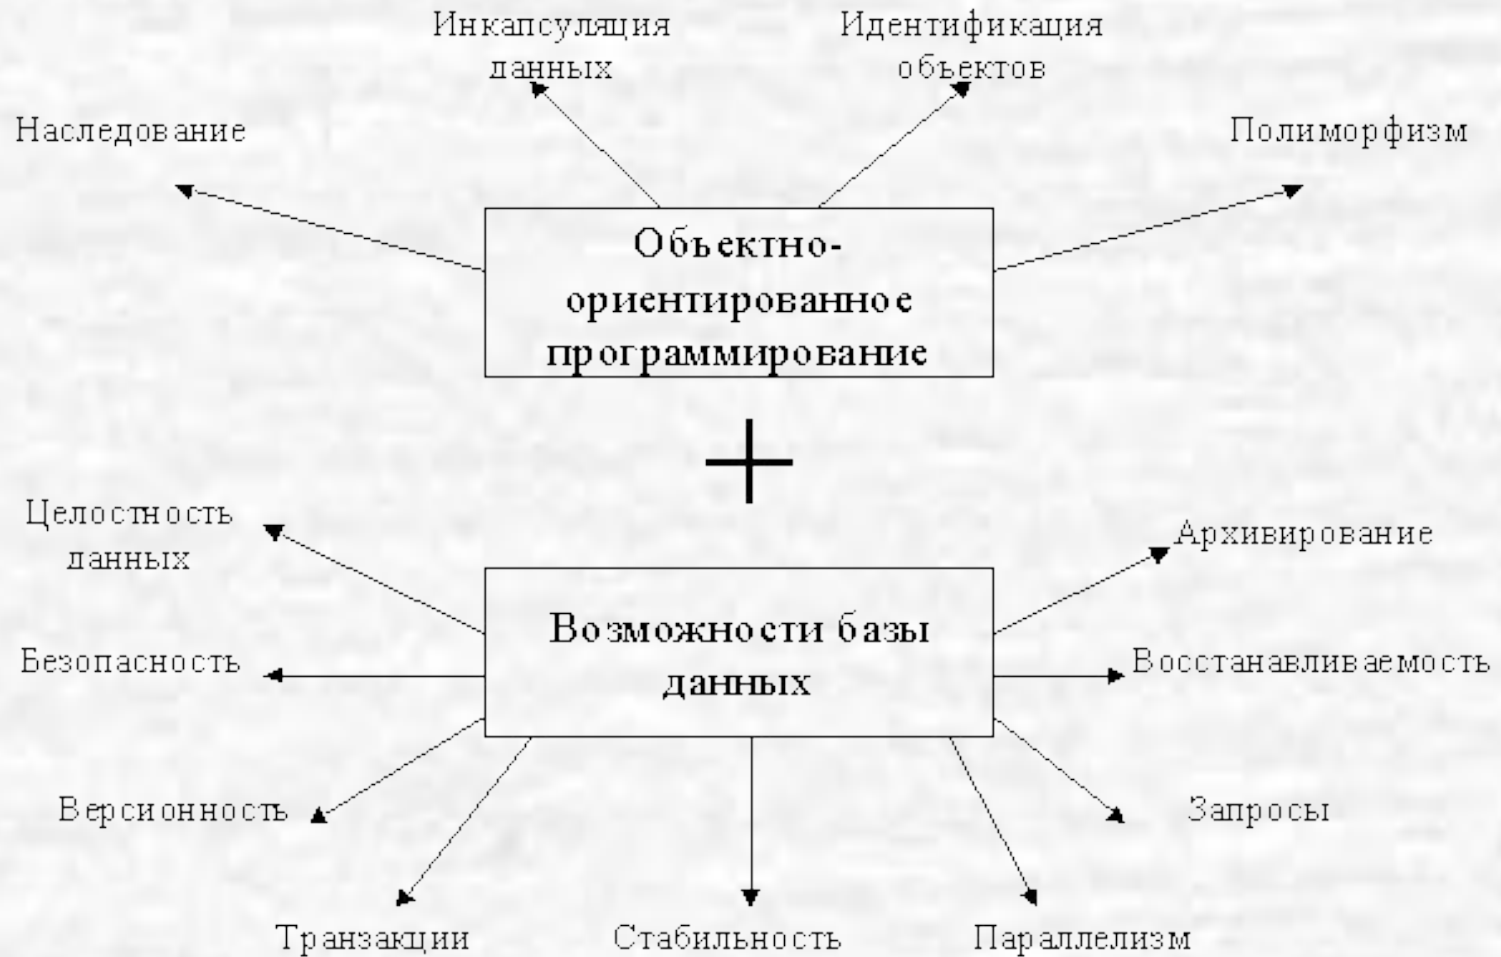 Инкапсуляция
данных
Идентификация
объектов
Наследование
Полиморфизм
Объектно-
ориентированное
программирование
+
Целостность
данных
Архивирование
Возможности базы
данных
Безопасность
Восстанавливаемость
Версионность
Запросы
Транзакции
Стабильность
Параллелизм